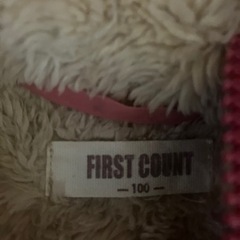 FIRST COUNT
— 100 —